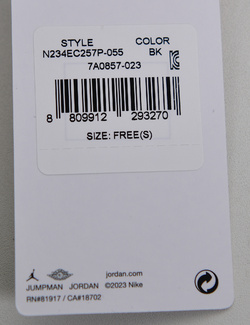 STYLE COLOR
N234EC257P-055 BK
7A0857-023
8 809912 293270
SIZE: FREE(S)
jordan.com
©2023 Nike
JUMPMAN JORDAN
RN#81917 / CA#18702